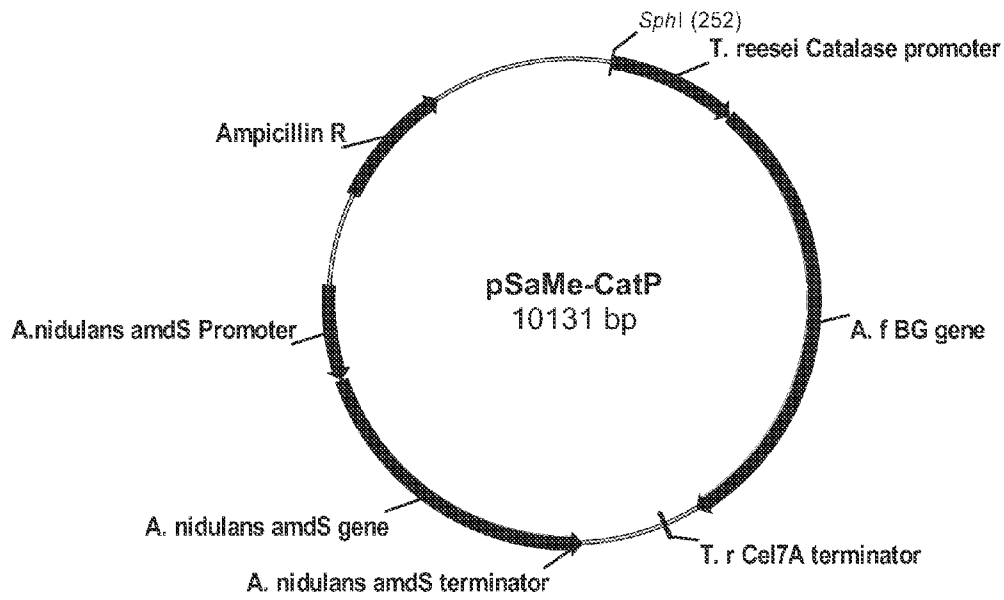 SphI (252)
T. reesei Catalase promoter
Ampicillin R
pSaMe-CatP
10131 bp
A.nidulans amdS Promoter
A. f BG gene
A. nidulans amdS gene
T. r Cel7A terminator
A. nidulans amdS terminator